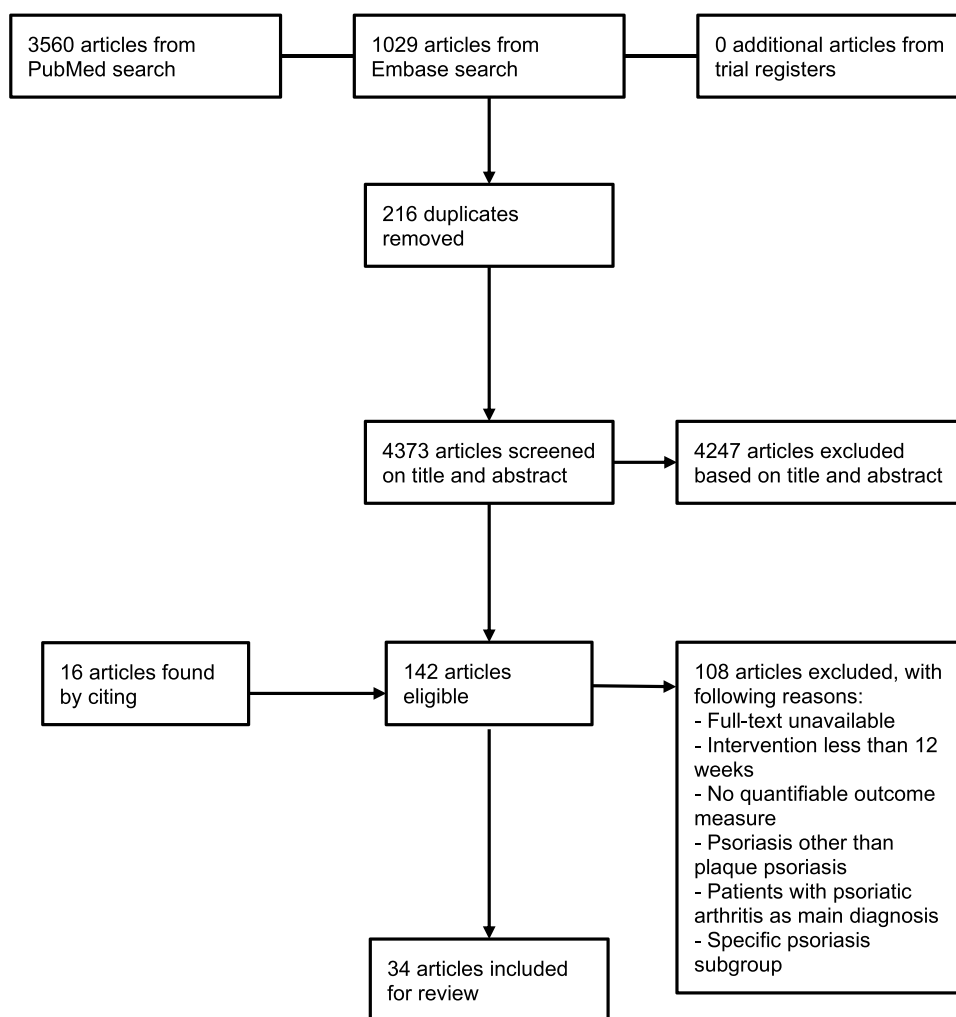 3560 articles from
PubMed search
1029 articles from
Embase search
0 additional articles from
trial registers
216 duplicates
removed
4373 articles screened
on title and abstract
4247 articles excluded
based on title and abstract
16 articles found
by citing
142 articles
eligible
108 articles excluded, with
following reasons:
- Full-text unavailable
- Intervention less than 12
weeks
- No quantifiable outcome
measure
- Psoriasis other than
plaque psoriasis
- Patients with psoriatic
arthritis as main diagnosis
- Specific psoriasis
subgroup
34 articles included
for review